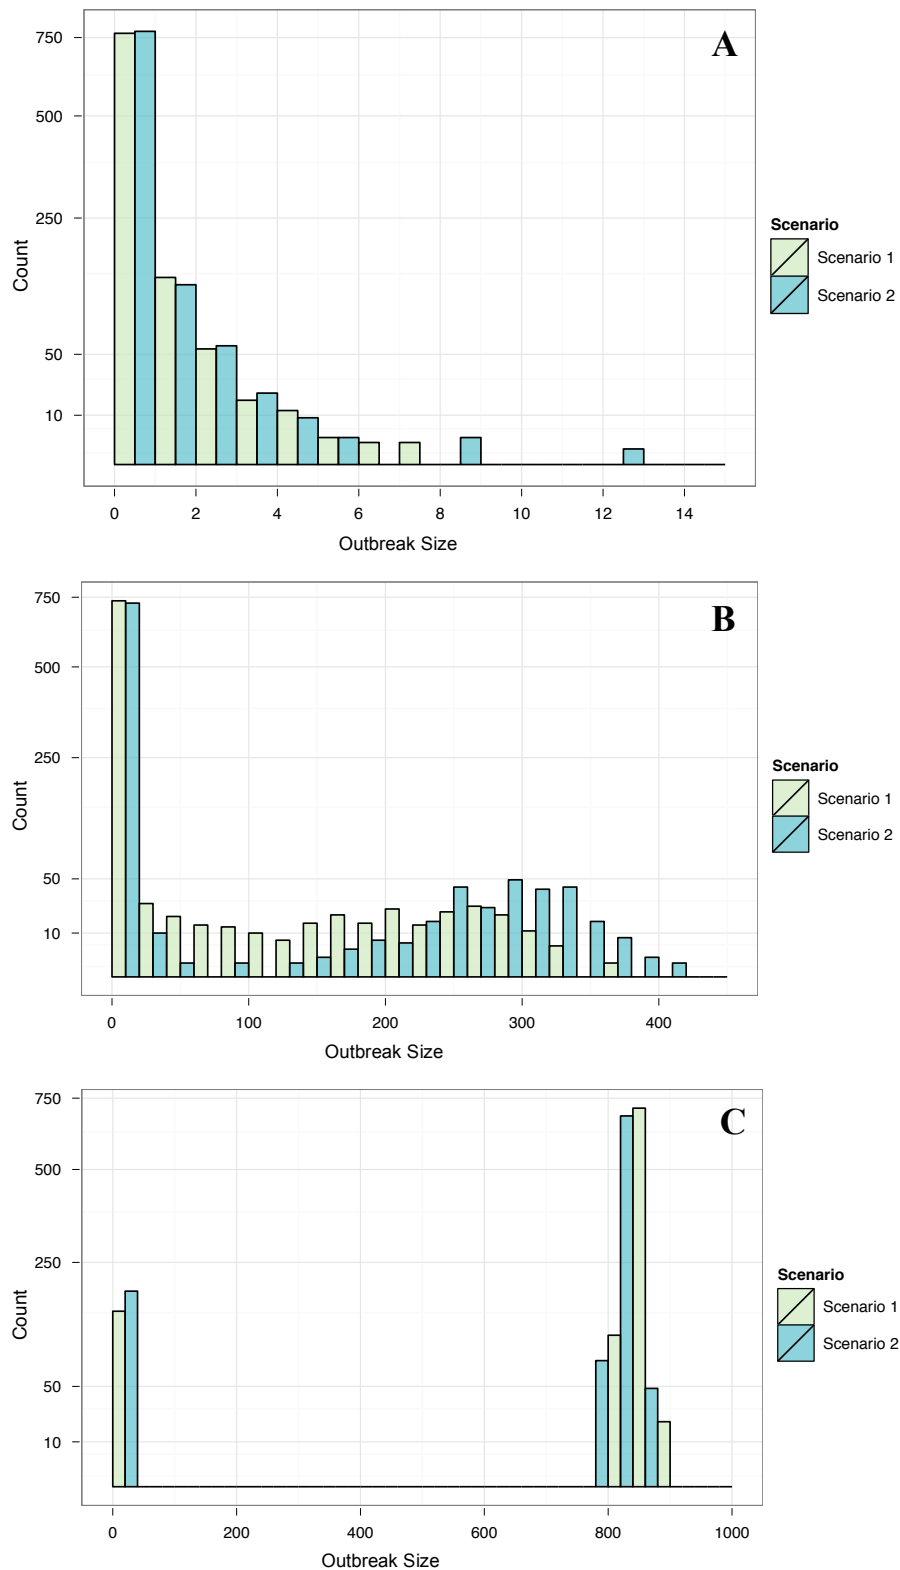 A
750
500
250
50
10
Count
0 2 4 6 8 10 12 14
Outbreak Size
Scenario
Scenario 1
Scenario 2
B
750
500
250
50
10
Count
0 100 200 300 400
Outbreak Size
Scenario
Scenario 1
Scenario 2
C
750
500
250
50
10
Count
0 200 400 600 800 1000
Outbreak Size
Scenario
Scenario 1
Scenario 2